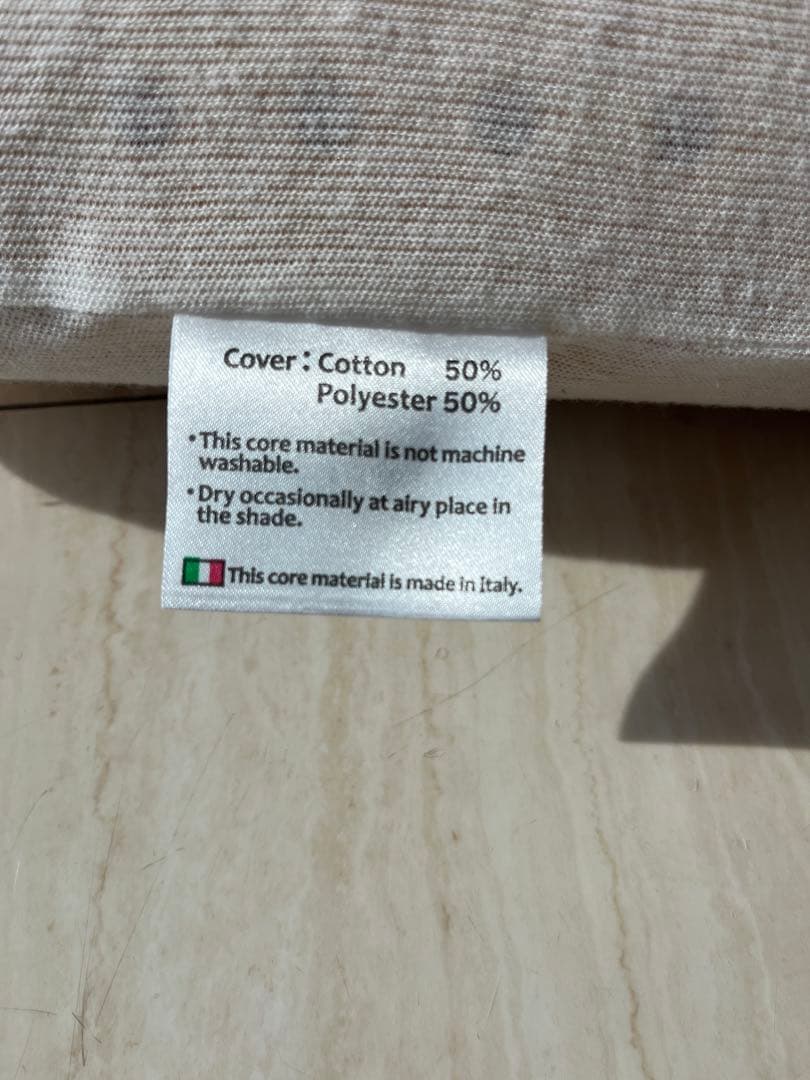 Cover: Cotton 50%
Polyester 50%
•This core material is not machine
washable.
•Dry occasionally at airy place in
the shade.
This core material is made in Italy.